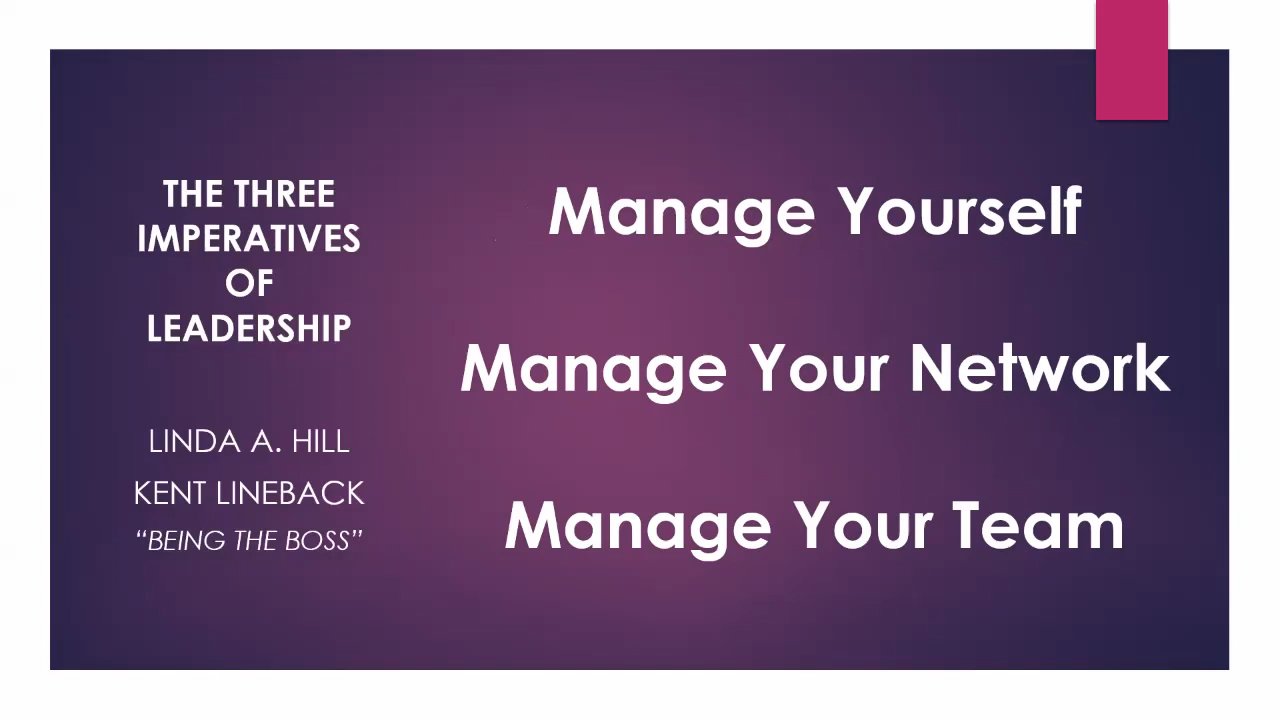 THE THREE
IMPERATIVES
OF
LEADERSHIP
LINDA A. HILL
KENT LINEBACK
“BEING THE BOSS”
Manage Yourself
Manage Your Network
Manage Your Team